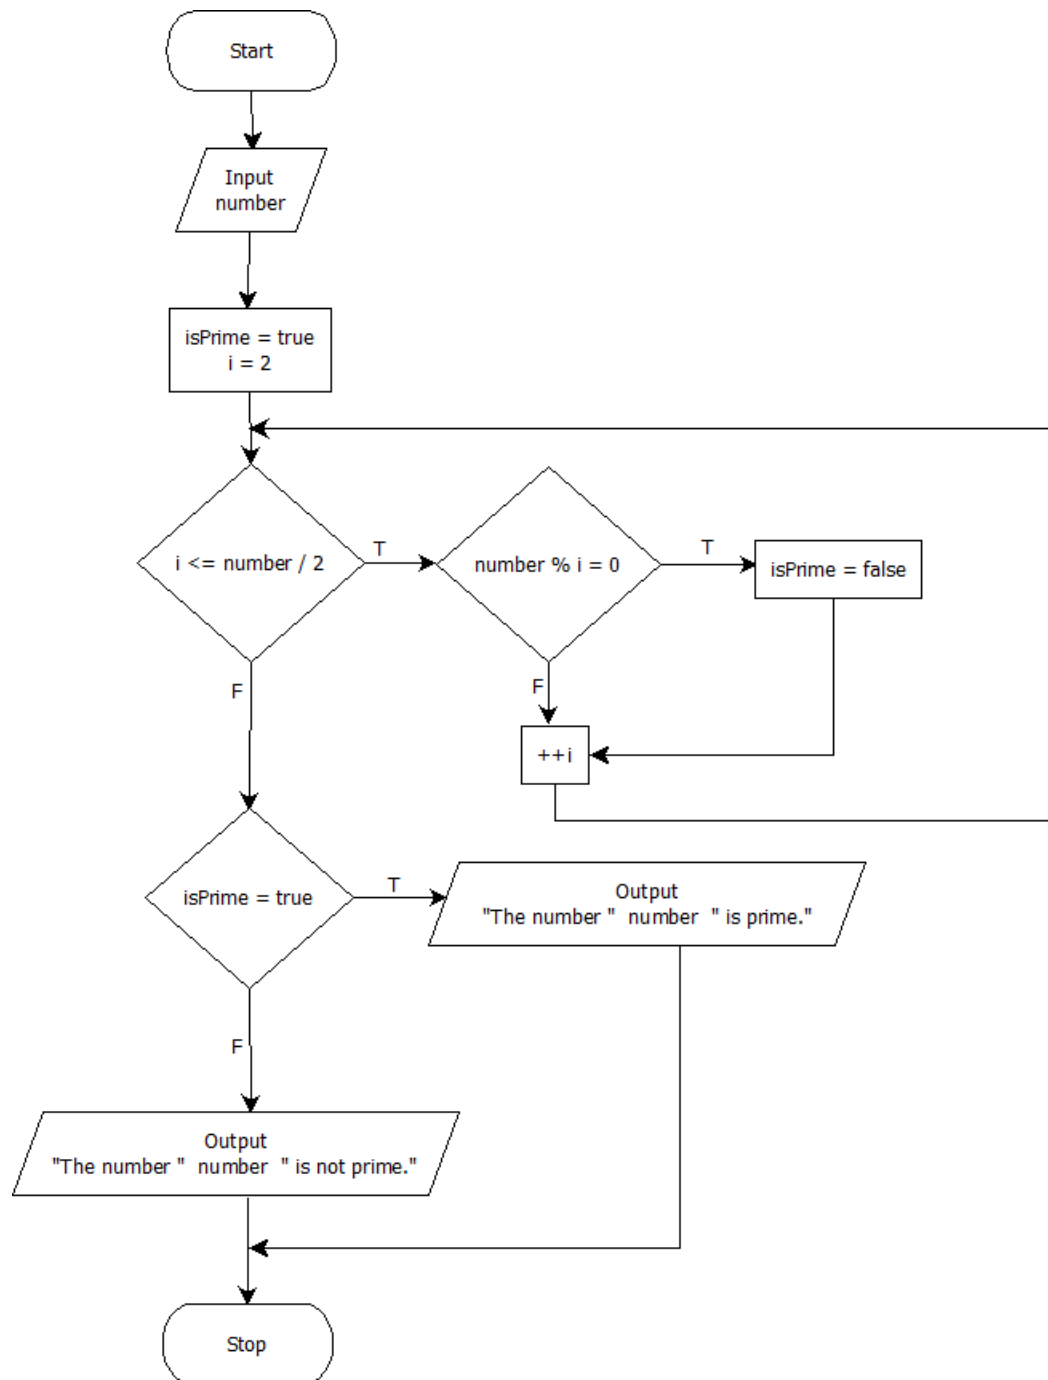 Start
Input
number
isPrime = true
i = 2
i <= number / 2
T
number % i = 0
T
isPrime = false
F
F
++i
isPrime = true
T
Output
"The number "  number  " is prime."
F
Output
"The number "  number  " is not prime."
Stop